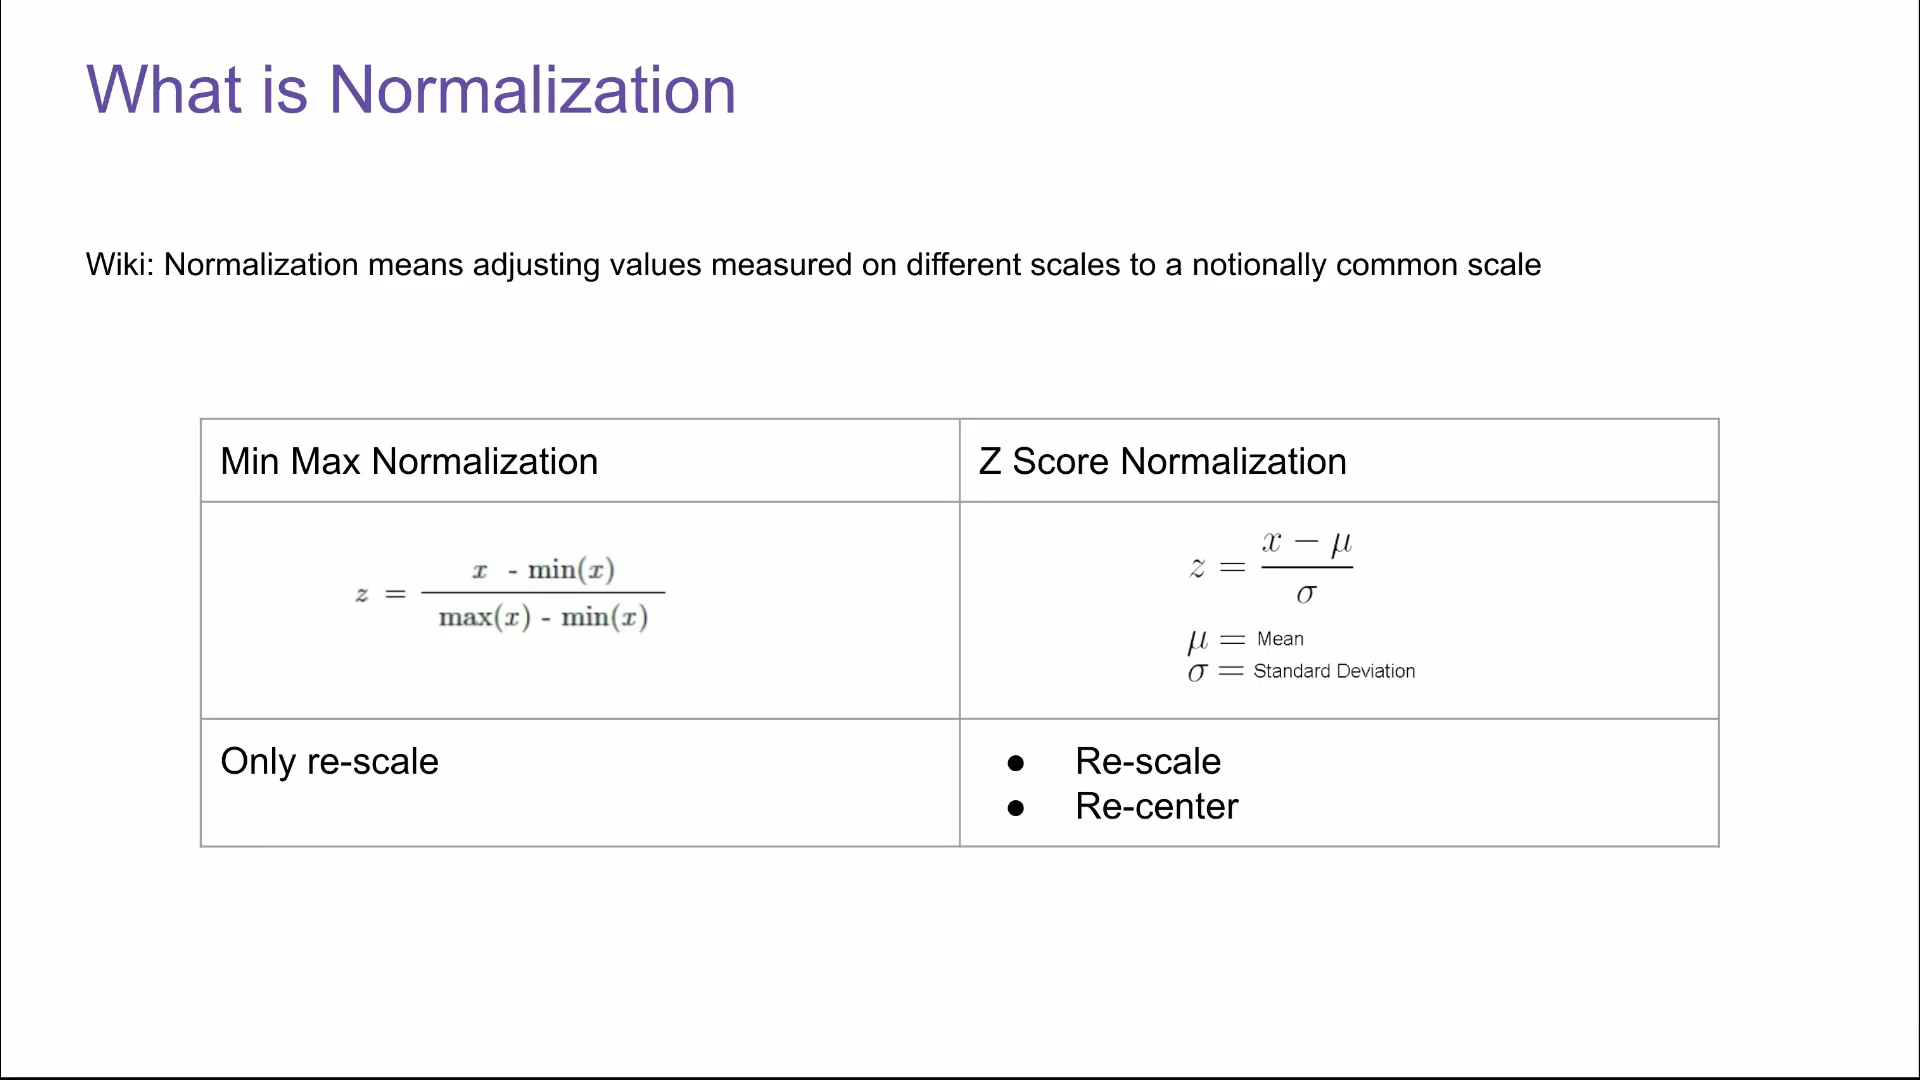 What is Normalization
Wiki: Normalization means adjusting values measured on different scales to a notionally common scale
Min Max Normalization
Z Score Normalization
z = x - min(x) / max(x) - min(x)
z = x − μ / σ
μ = Mean
σ = Standard Deviation
Only re-scale
● Re-scale
● Re-center